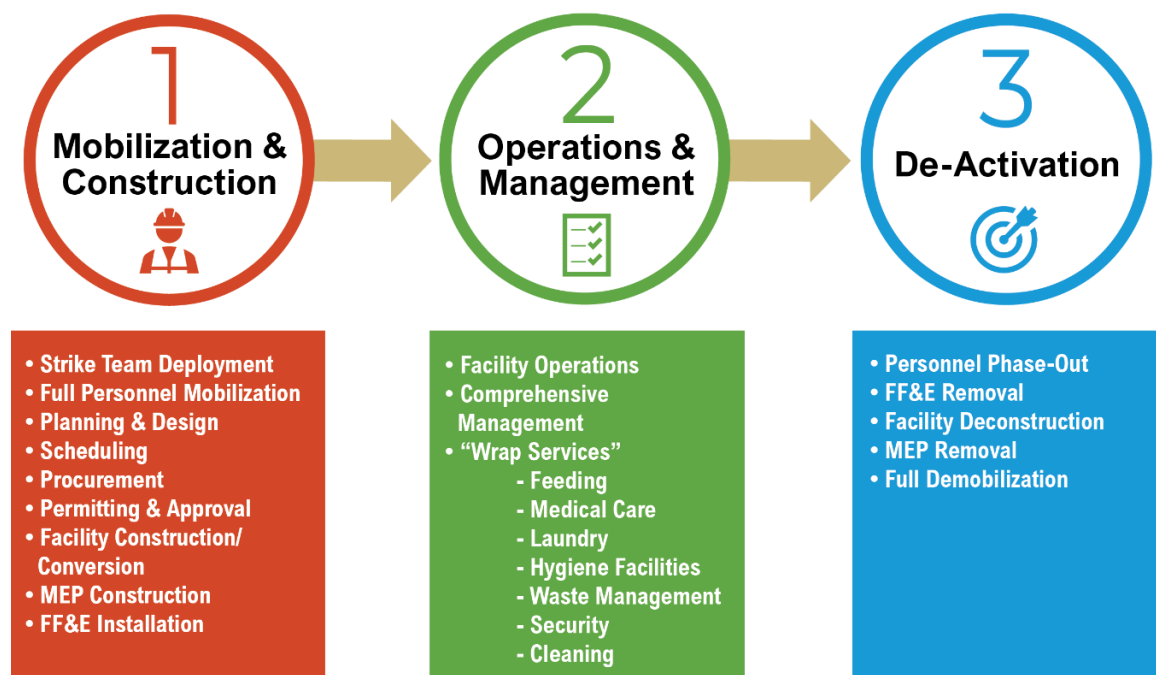 1
Mobilization &
Construction
2
Operations &
Management
3
De-Activation
• Strike Team Deployment
• Full Personnel Mobilization
• Planning & Design
• Scheduling
• Procurement
• Permitting & Approval
• Facility Construction/
Conversion
• MEP Construction
• FF&E Installation
• Facility Operations
• Comprehensive
Management
• “Wrap Services”
- Feeding
- Medical Care
- Laundry
- Hygiene Facilities
- Waste Management
- Security
- Cleaning
• Personnel Phase-Out
• FF&E Removal
• Facility Deconstruction
• MEP Removal
• Full Demobilization